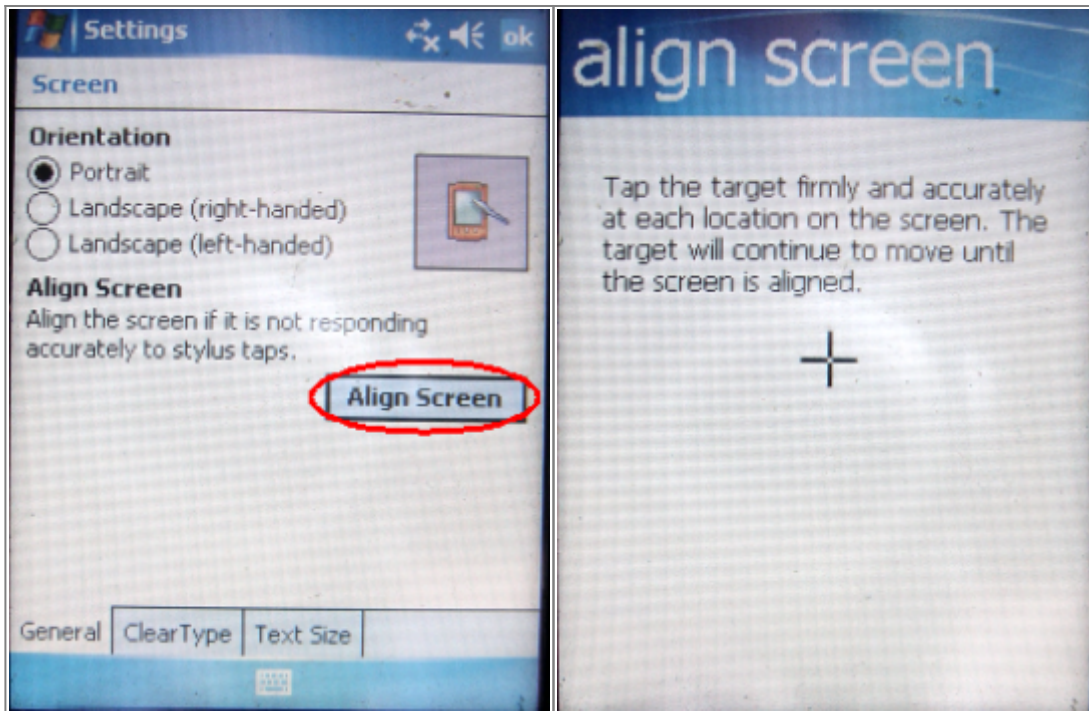 Settings
ok
Screen
Orientation
Portrait
Landscape (right-handed)
Landscape (left-handed)
Align Screen
Align the screen if it is not responding
accurately to stylus taps.
Align Screen
General ClearType Text Size
align screen
Tap the target firmly and accurately
at each location on the screen. The
target will continue to move until
the screen is aligned.